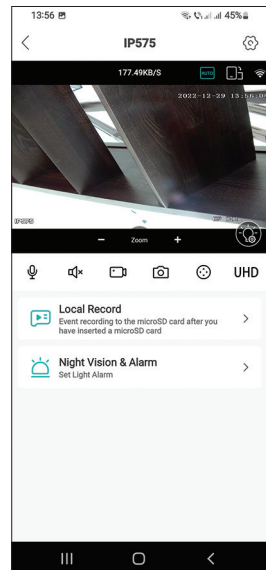 13:56 45%
IP575
177.49KB/S AUTO
2022-12-29 13:56:0
IP575
− Zoom +
UHD
Local Record
Event recording to the microSD card after you
have inserted a microSD card
Night Vision & Alarm
Set Light Alarm